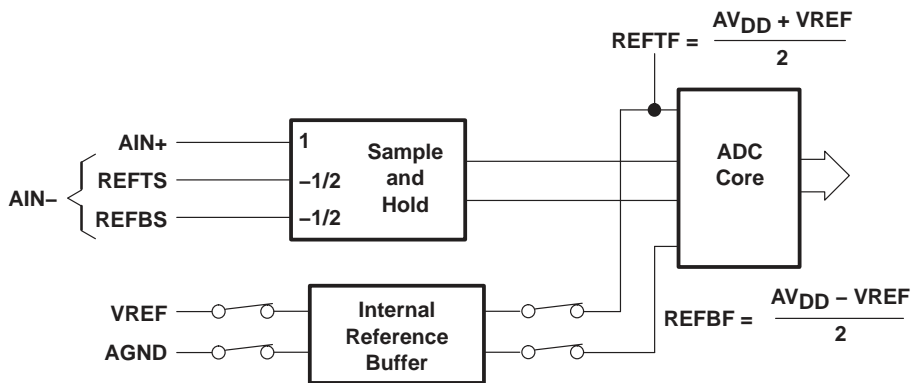 REFTF = AVDD + VREF
2
AIN+
1
Sample
and
Hold
ADC
Core
AIN–
REFTS
–1/2
REFBS
–1/2
VREF
AGND
Internal
Reference
Buffer
REFBF = AVDD – VREF
2